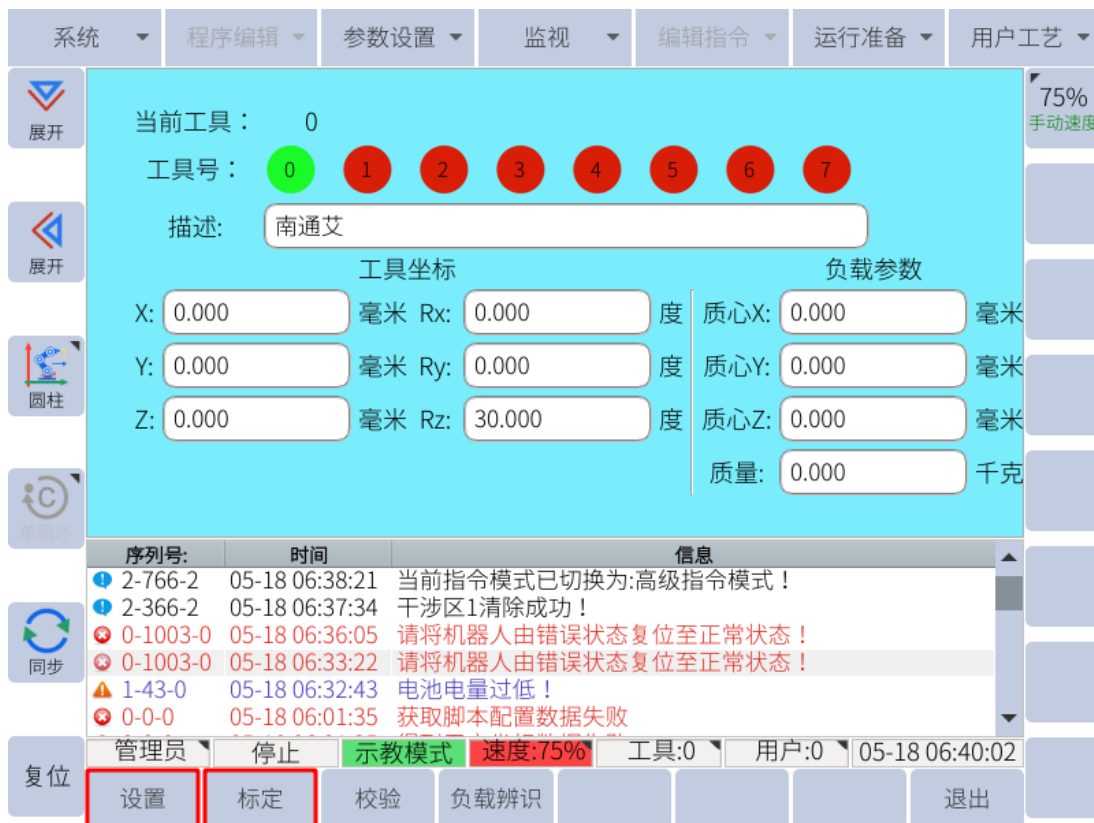 系统 程序编辑 参数设置 监视 编辑指令 运行准备 用户工艺
展开
75%
手动速度
当前工具： 0
工具号： 0 1 2 3 4 5 6 7
描述: 南通艾
展开
工具坐标 负载参数
X: 0.000 毫米 Rx: 0.000 度 质心X: 0.000 毫米
Y: 0.000 毫米 Ry: 0.000 度 质心Y: 0.000 毫米
圆柱
Z: 0.000 毫米 Rz: 30.000 度 质心Z: 0.000 毫米
质量: 0.000 千克
C
单循环
序列号: 时间 信息
2-766-2 05-18 06:38:21 当前指令模式已切换为:高级指令模式！
2-366-2 05-18 06:37:34 干涉区1清除成功！
0-1003-0 05-18 06:36:05 请将机器人由错误状态复位至正常状态！
0-1003-0 05-18 06:33:22 请将机器人由错误状态复位至正常状态！
同步
1-43-0 05-18 06:32:43 电池电量过低！
0-0-0 05-18 06:01:35 获取脚本配置数据失败
管理员 停止 示教模式 速度:75% 工具:0 用户:0 05-18 06:40:02
复位
设置 标定 校验 负载辨识 退出